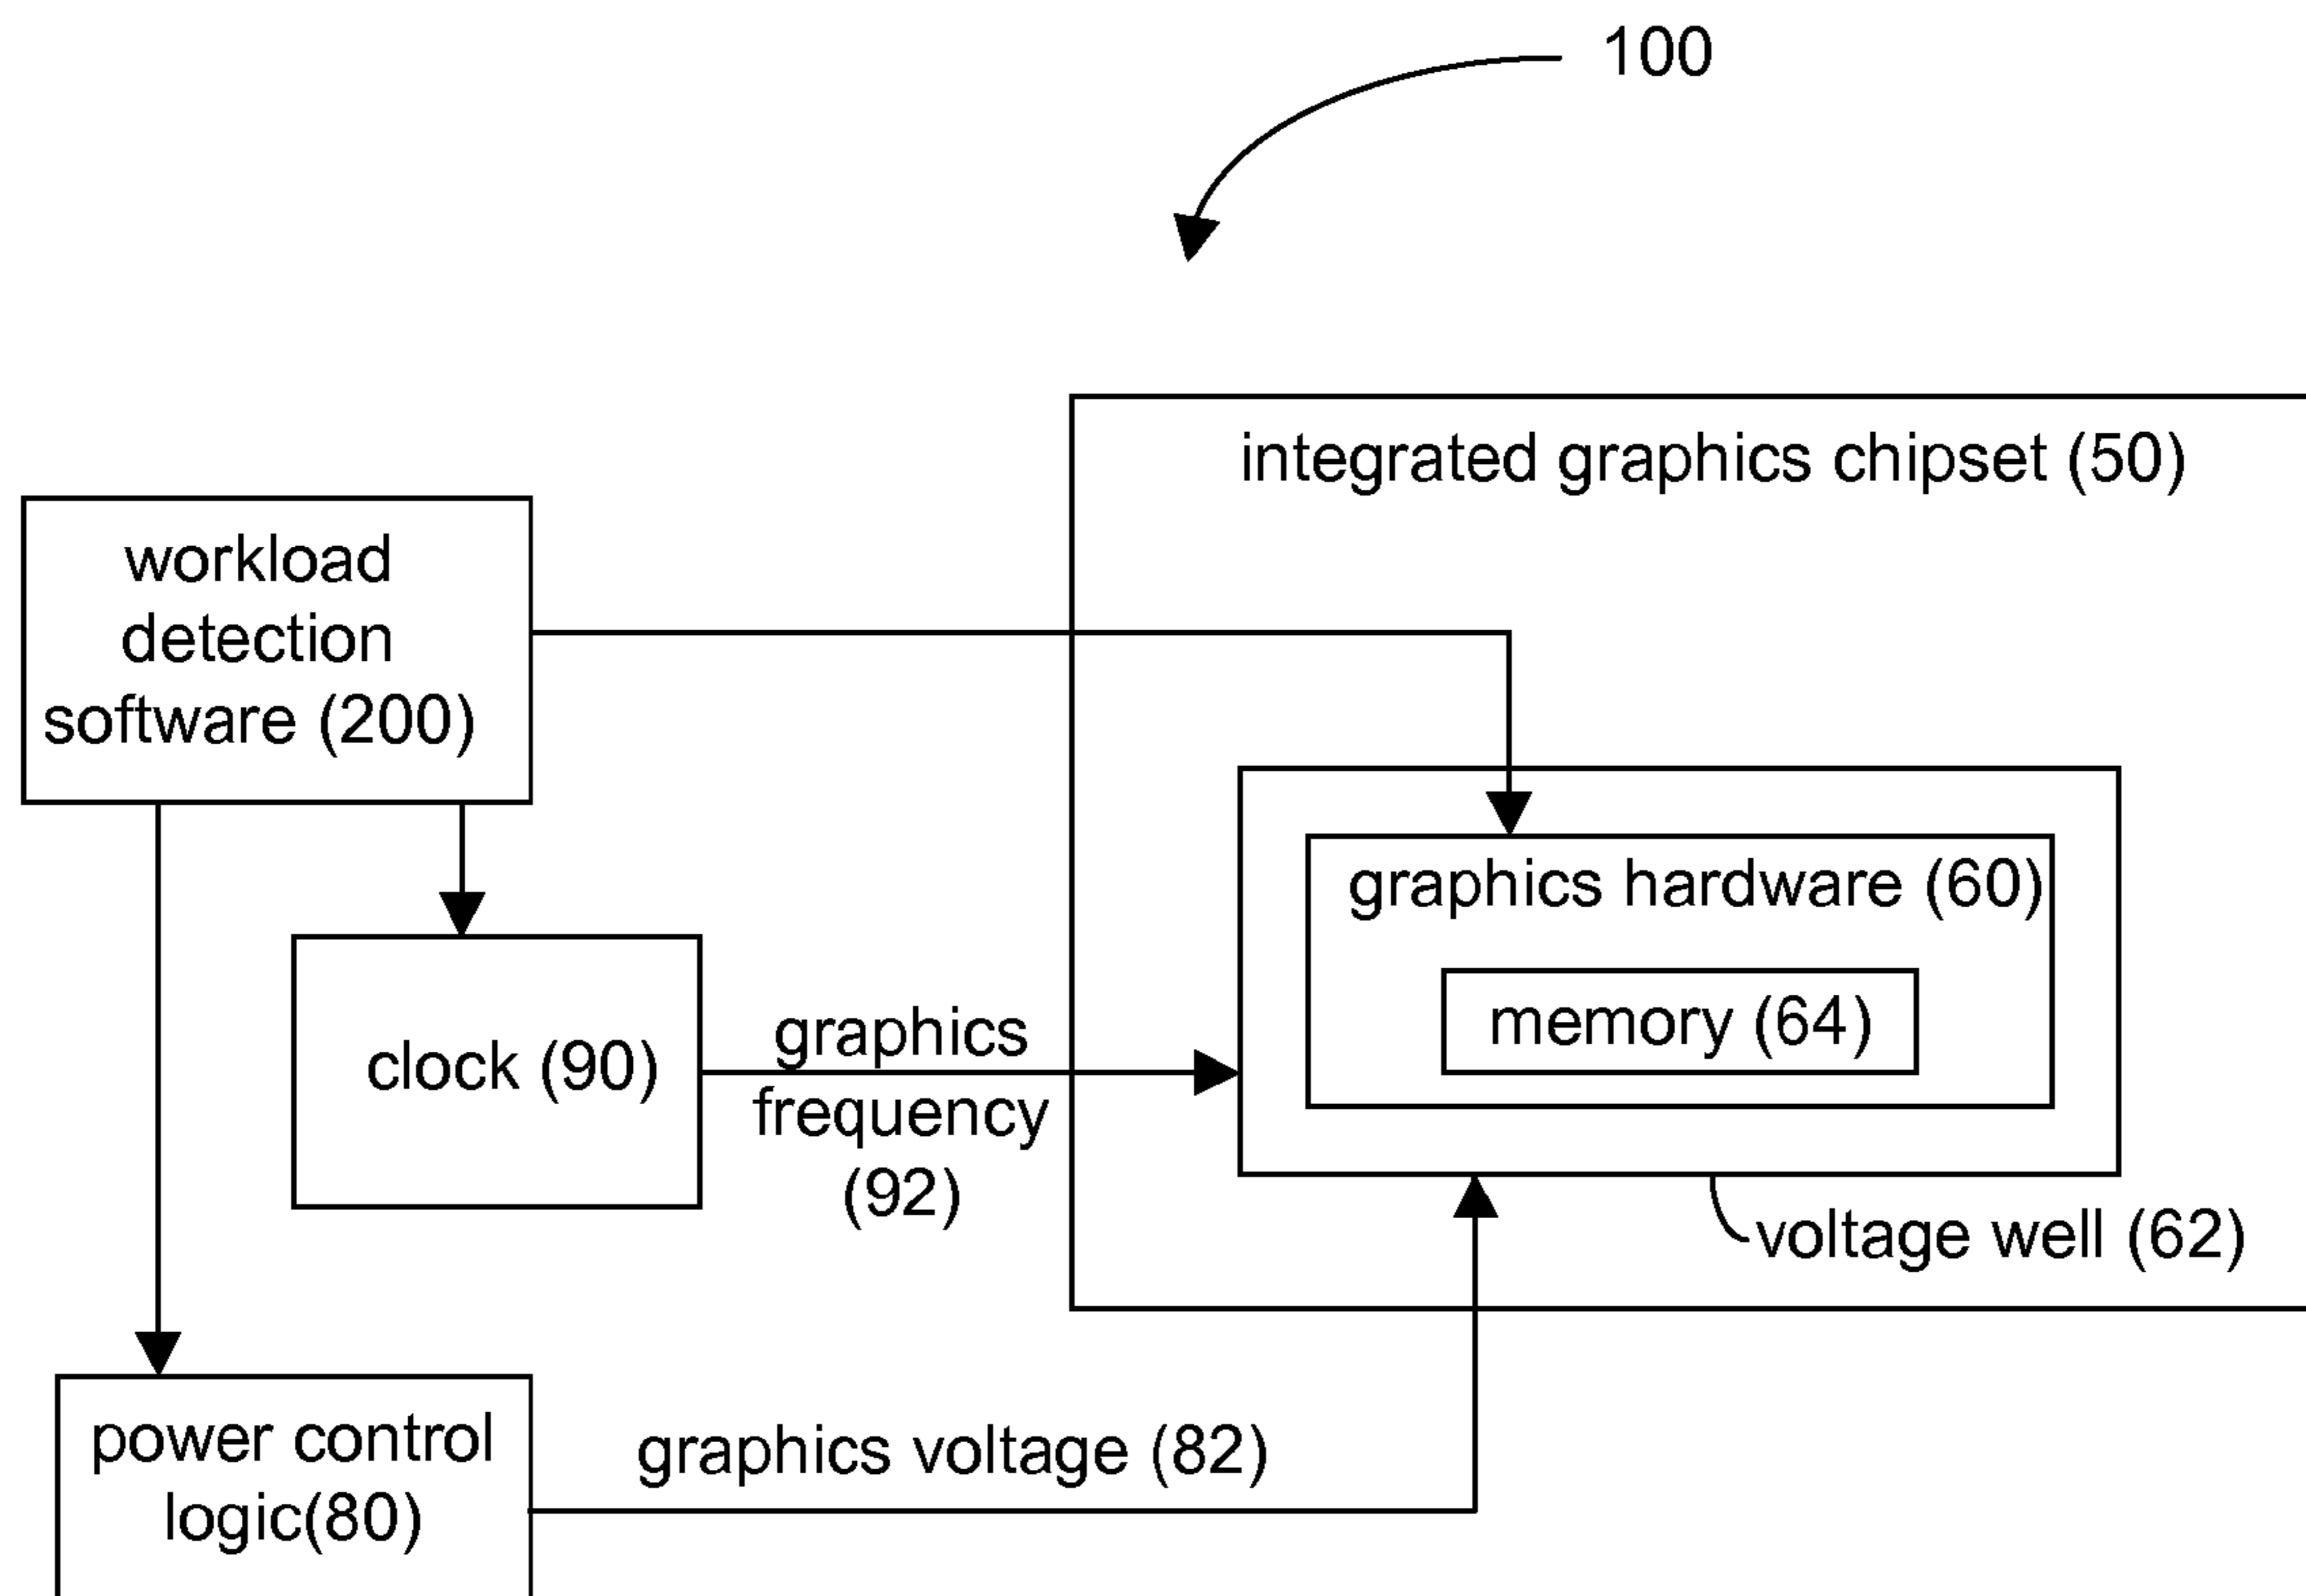 100
integrated graphics chipset (50)
workload
detection
software (200)
graphics hardware (60)
memory (64)
clock (90)
graphics
frequency
(92)
voltage well (62)
power control
logic(80)
graphics voltage (82)